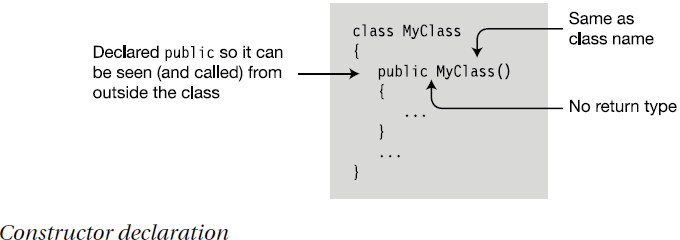 Declared public so it can
be seen (and called) from
outside the class
class MyClass
{
public MyClass()
{
...
}
...
}
Same as
class name
No return type
Constructor declaration